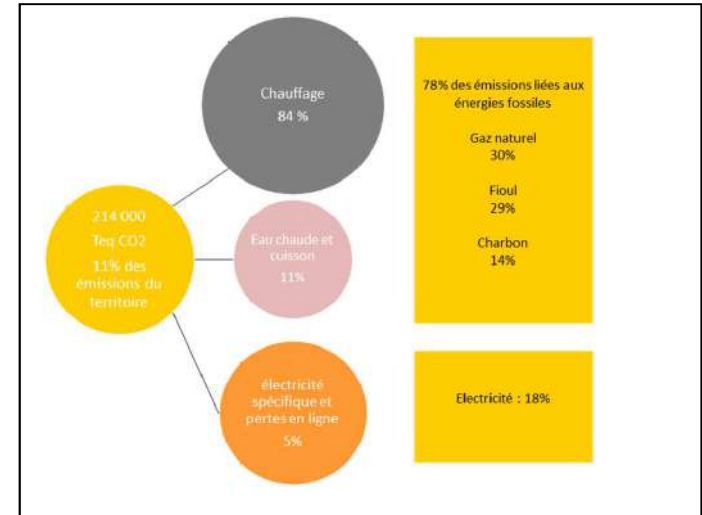 Chauffage
84 %
214 000
Teq CO2
11% des
émissions du
territoire
Eau chaude et
cuisson
11%
électricité
spécifique et
pertes en ligne
5%
78% des émissions liées aux
énergies fossiles
Gaz naturel
30%
Fioul
29%
Charbon
14%
Electricité : 18%